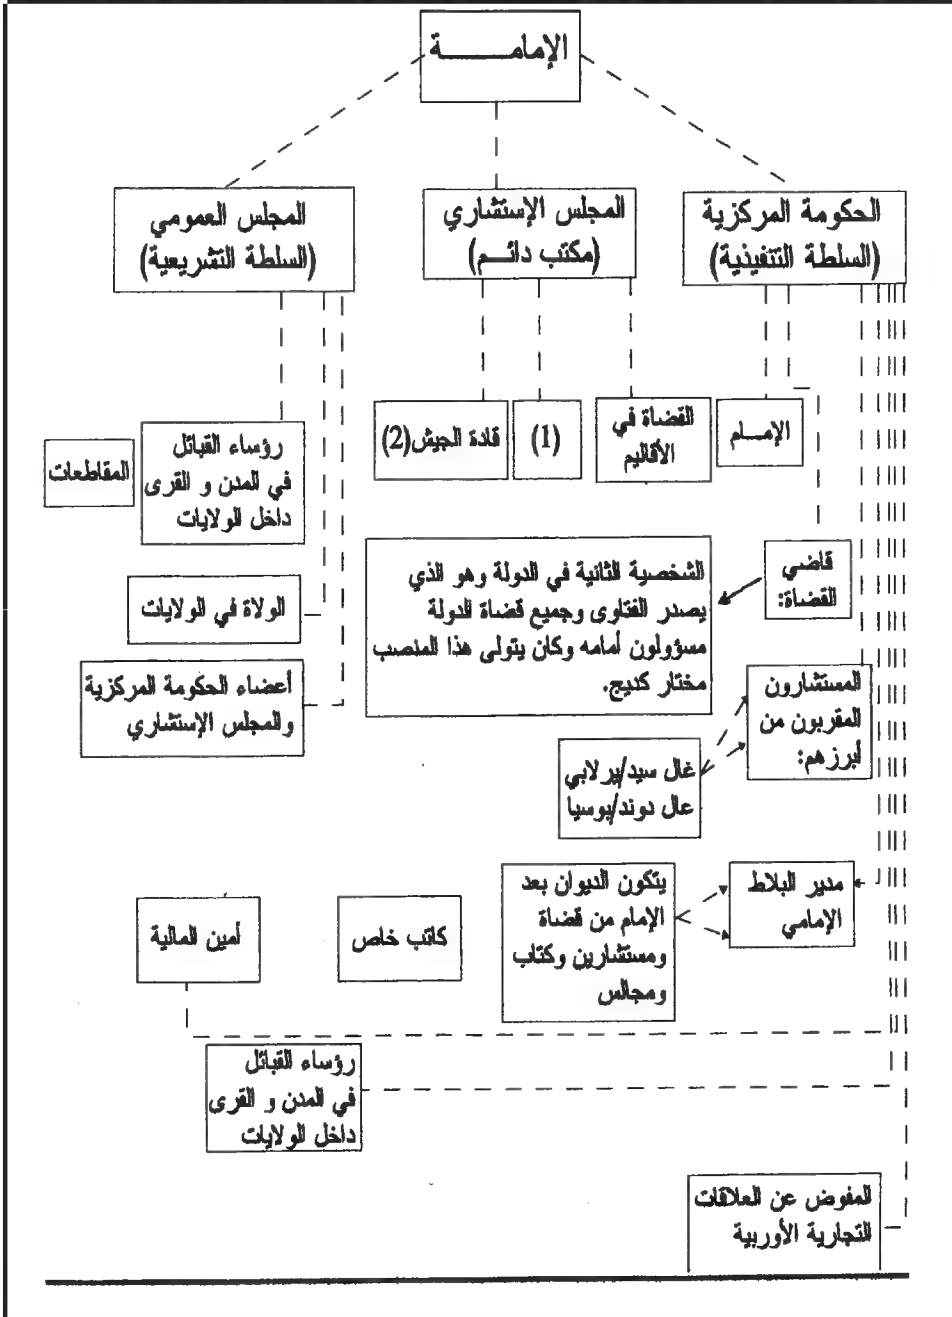 الإمامـــــــة
الحكومة المركزية
(السلطة التنفيذية)
المجلس الإستشاري
(مكتب دائــم)
المجلس العمومي
(السلطة التشريعية)
الإمــام
القضاة في
الأقاليم
(1)
قادة الجيش(2)
رؤساء القبائل
في المدن و القرى
داخل الولايات
المقاطعات
قاضي
القضاة:
الشخصية الثانية في الدولة وهو الذي
يصدر الفتاوى وجميع قضاة الدولة
مسؤولون أمامه وكان يتولى هذا المنصب
مختار كديج.
الولاة في الولايات
أعضاء الحكومة المركزية
والمجلس الإستشاري
المستشارون
المقربون من
أبرزهم:
غال سيد/بيرلابي
عال دوند/بوسيا
مدير البلاط
الإمامي
يتكون الديوان بعد
الإمام من قضاة
ومستشارين وكتاب
ومجالس
كاتب خاص
أمين المالية
رؤساء القبائل
في المدن و القرى
داخل الولايات
المفوض عن العلاقات
التجارية الأوربية